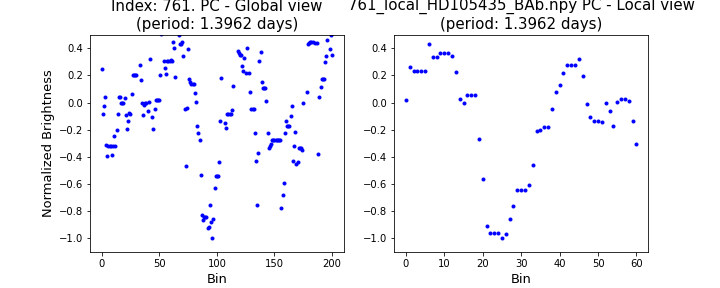 Index: 761. PC - Global view
(period: 1.3962 days)
761_local_HD105435_BAb.npy PC - Local view
(period: 1.3962 days)
Normalized Brightness
0.4
0.2
0.0
−0.2
−0.4
−0.6
−0.8
−1.0
0 50 100 150 200
Bin
0.4
0.2
0.0
−0.2
−0.4
−0.6
−0.8
−1.0
0 10 20 30 40 50 60
Bin